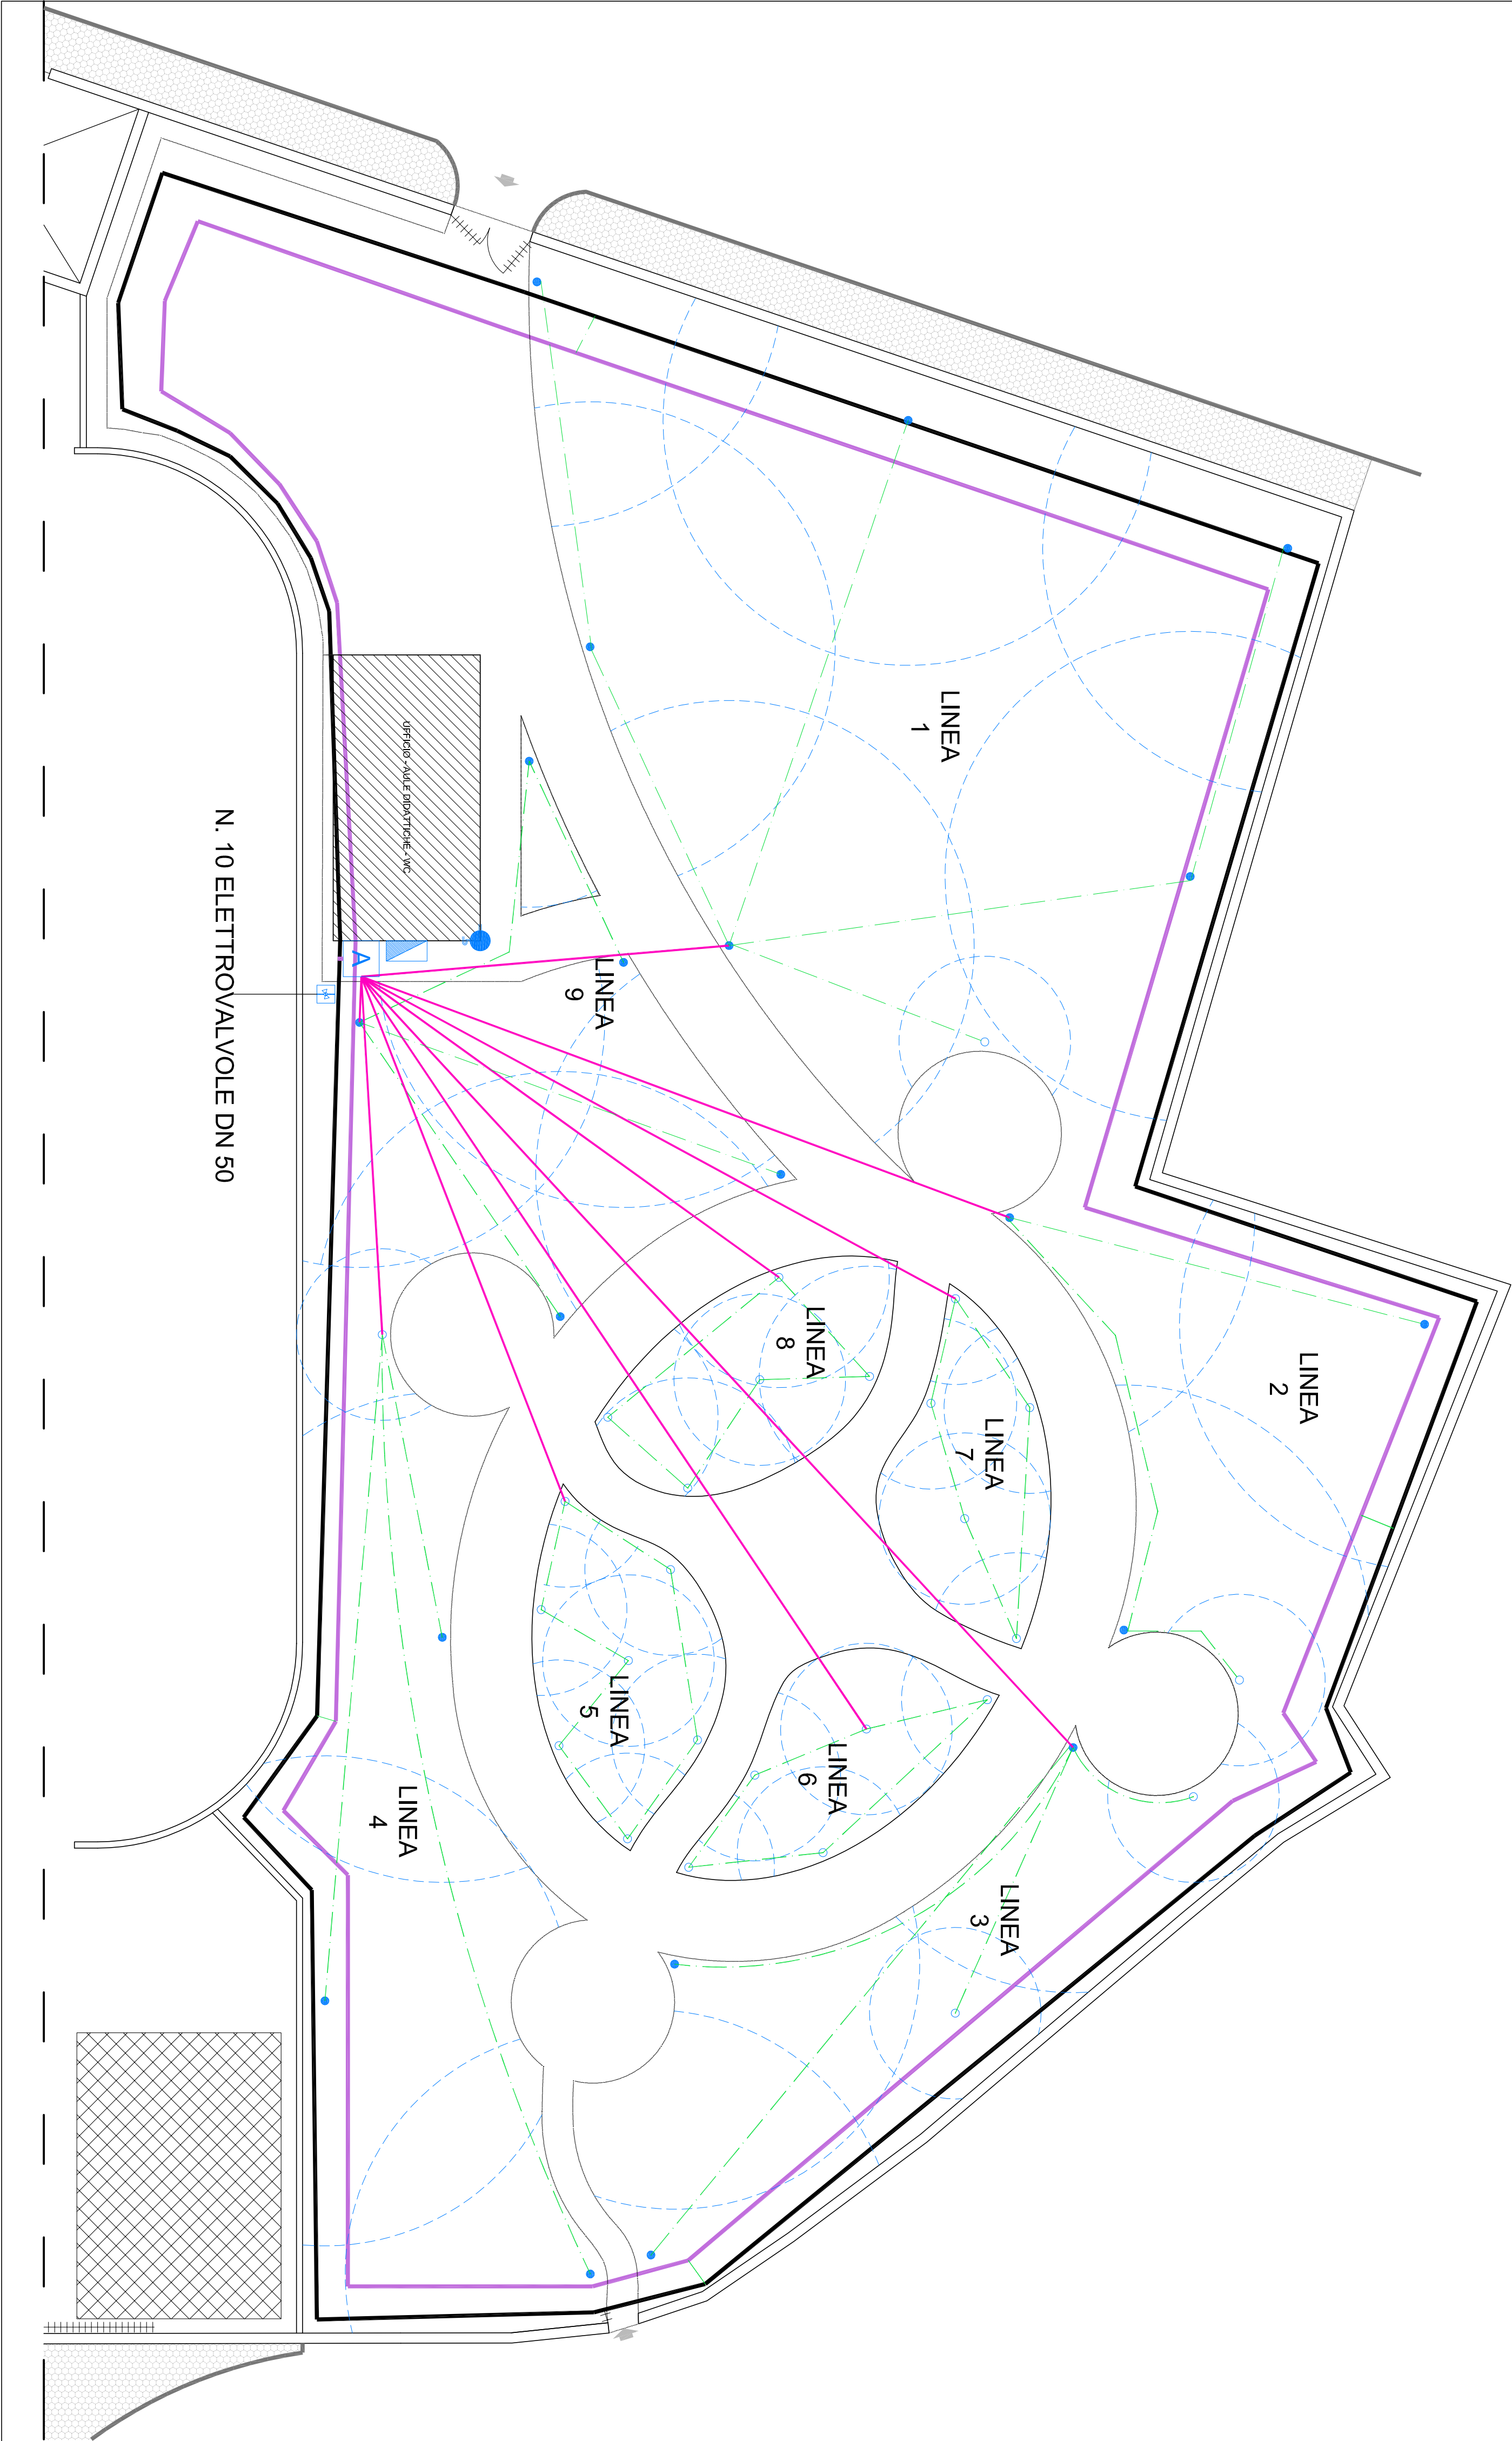 LINEA
1
LINEA
2
LINEA
3
LINEA
4
LINEA
5
LINEA
6
LINEA
7
LINEA
8
LINEA
9
UFFICIO - AULE DIDATTICHE - WC
A
N. 10 ELETTROVALVOLE DN 50